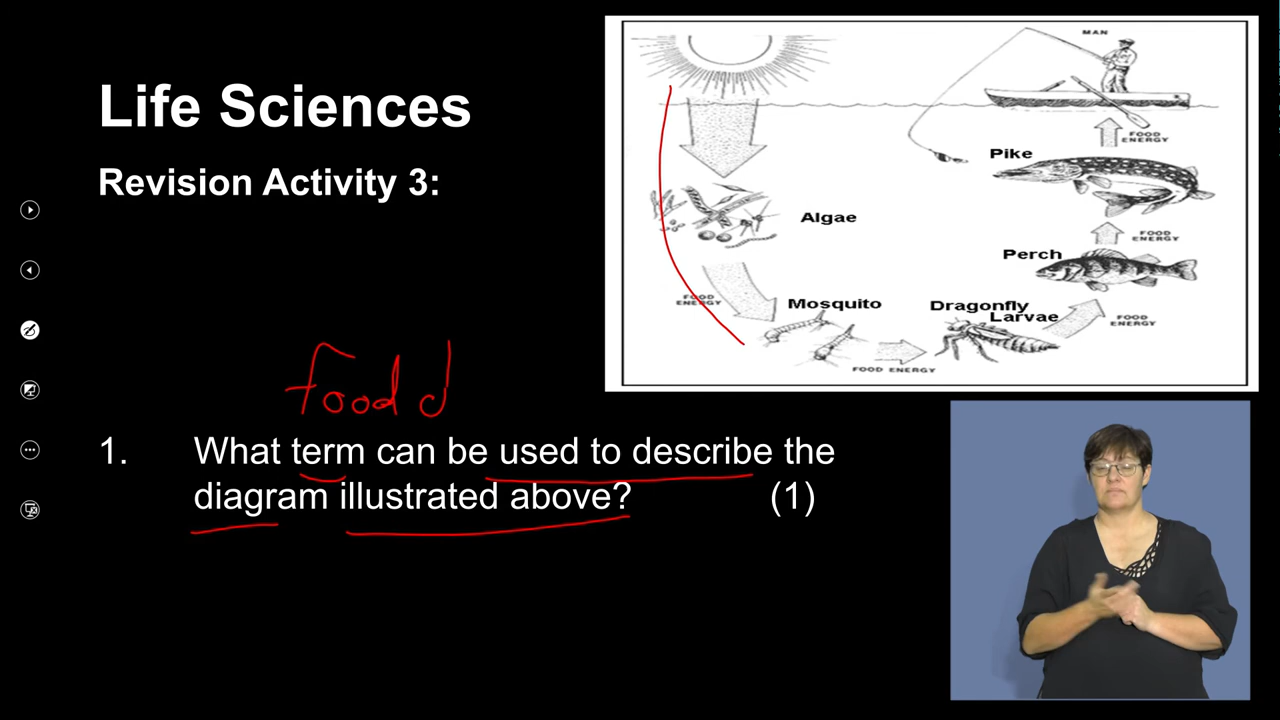 Life Sciences
Revision Activity 3:
MAN
FOOD
ENERGY
Pike
Algae
FOOD
ENERGY
Perch
FOOD
ENERGY
Mosquito
Dragonfly
Larvae
FOOD
ENERGY
FOOD ENERGY
food
1. What term can be used to describe the
diagram illustrated above? (1)